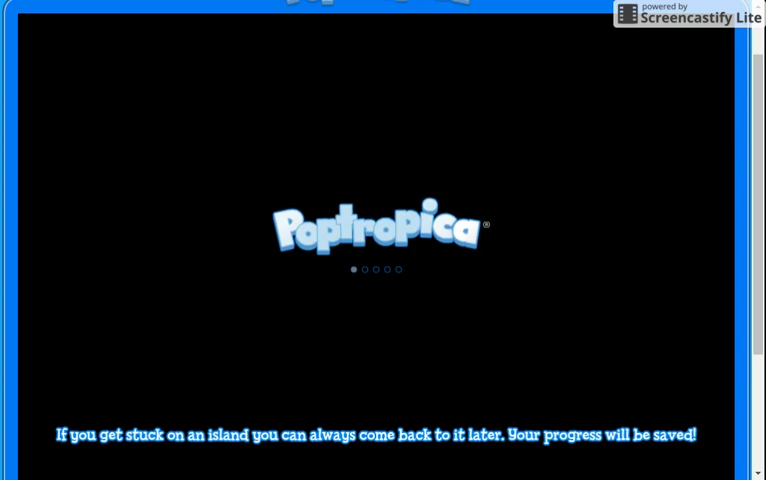 powered by
Screencastify Lite
Poptropica®
If you get stuck on an island you can always come back to it later. Your progress will be saved!